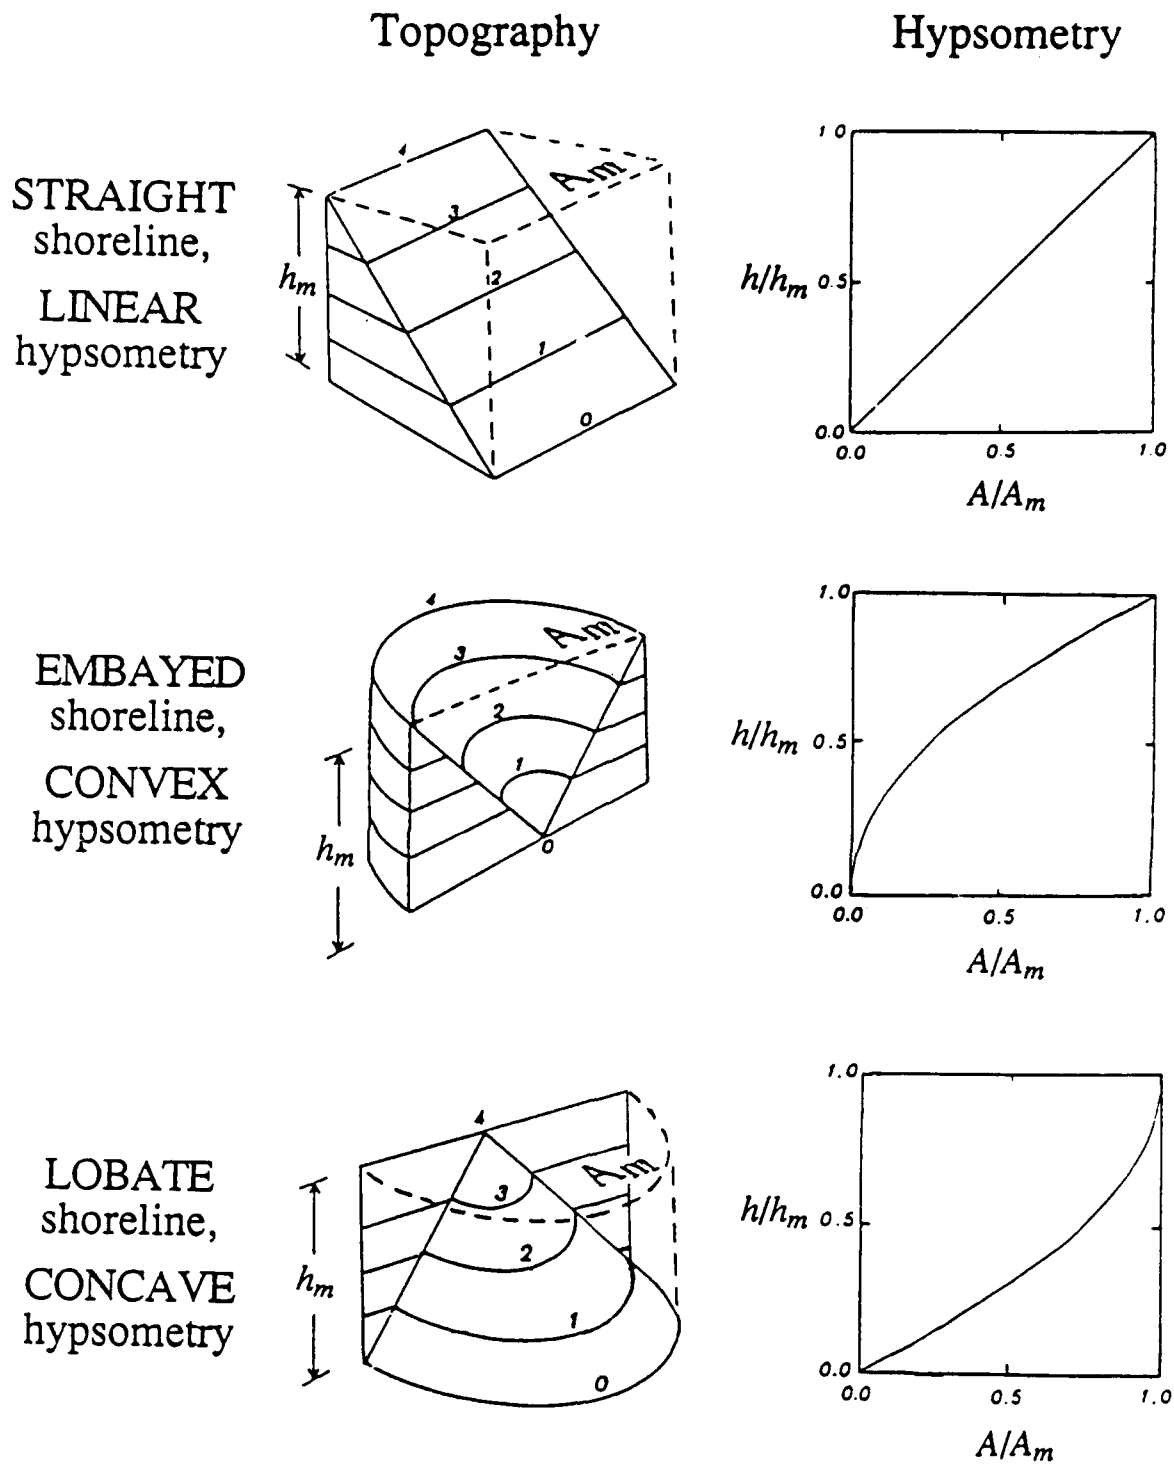 Topography
Hypsometry
STRAIGHT
shoreline,
LINEAR
hypsometry
hm
4
3
2
1
0
Am
1.0
h/hm 0.5
0.0
0.0 0.5 1.0
A/Am
EMBAYED
shoreline,
CONVEX
hypsometry
hm
4
3
2
1
0
Am
1.0
h/hm 0.5
0.0
0.0 0.5 1.0
A/Am
LOBATE
shoreline,
CONCAVE
hypsometry
hm
4
3
2
1
0
Am
1.0
h/hm 0.5
0.0
0.0 0.5 1.0
A/Am